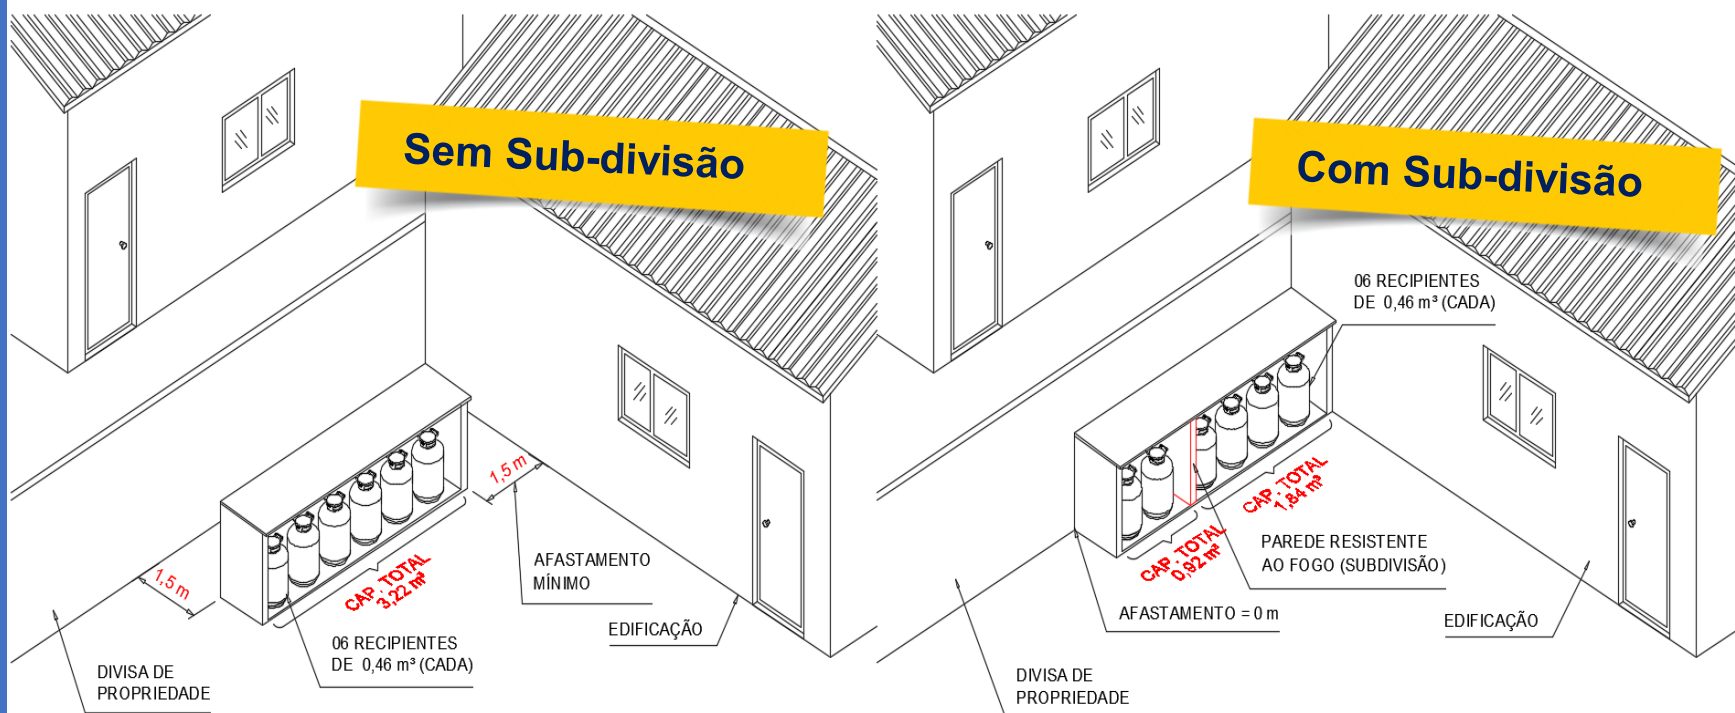 Sem Sub-divisão
1,5 m
1,5 m
CAP. TOTAL
3,22 m³
AFASTAMENTO
MÍNIMO
EDIFICAÇÃO
06 RECIPIENTES
DE 0,46 m³ (CADA)
DIVISA DE
PROPRIEDADE
Com Sub-divisão
06 RECIPIENTES
DE 0,46 m³ (CADA)
CAP. TOTAL
1,84 m³
CAP. TOTAL
0,92 m³
PAREDE RESISTENTE
AO FOGO (SUBDIVISÃO)
AFASTAMENTO = 0 m
EDIFICAÇÃO
DIVISA DE
PROPRIEDADE